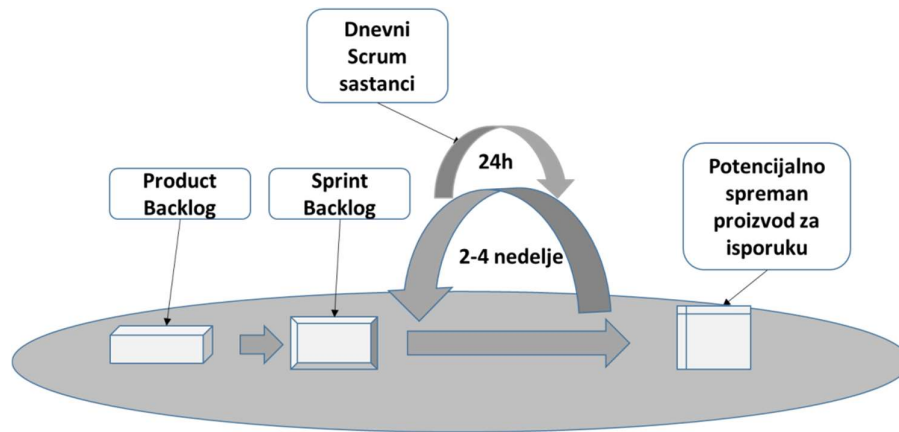 Dnevni
Scrum
sastanci
24h
Product
Backlog
Sprint
Backlog
Potencijalno
spreman
proizvod za
isporuku
2-4 nedelje